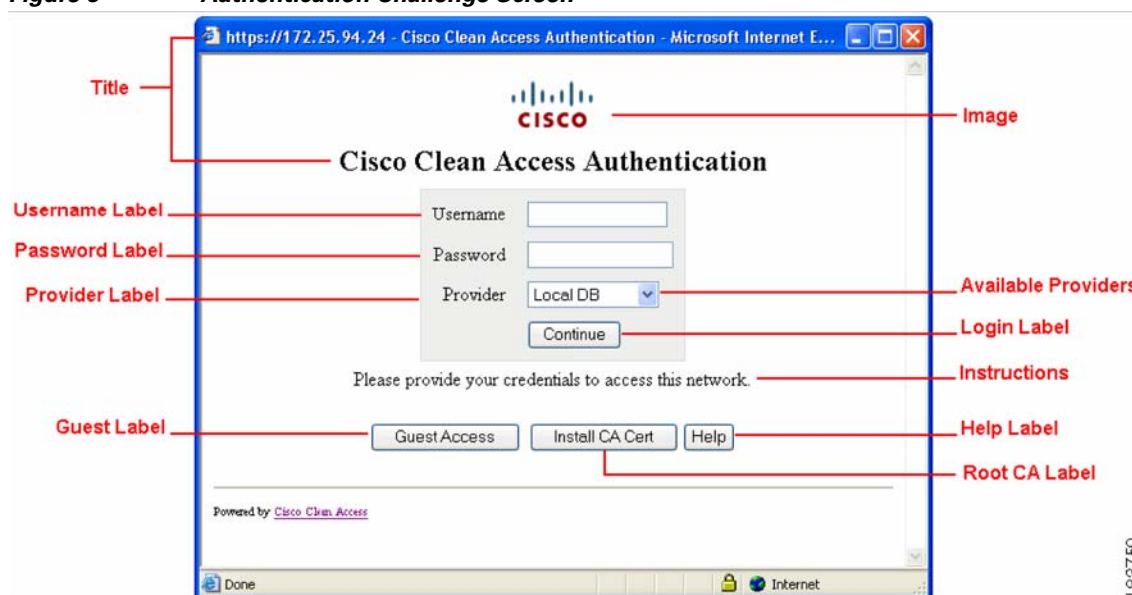 Figure 3 Authentication Challenge Screen
https://172.25.94.24 - Cisco Clean Access Authentication - Microsoft Internet E...
Title
CISCO
Image
Cisco Clean Access Authentication
Username Label
Username
Password Label
Password
Provider Label
Provider
Local DB
Available Providers
Continue
Login Label
Please provide your credentials to access this network.
Instructions
Guest Label
Guest Access
Install CA Cert
Help
Help Label
Root CA Label
Powered by Cisco Clean Access
Done
Internet